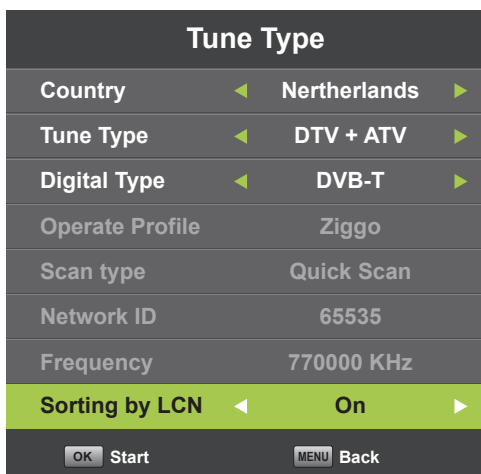 Tune Type
Country Nertherlands
Tune Type DTV + ATV
Digital Type DVB-T
Operate Profile Ziggo
Scan type Quick Scan
Network ID 65535
Frequency 770000 KHz
Sorting by LCN On
OK Start MENU Back